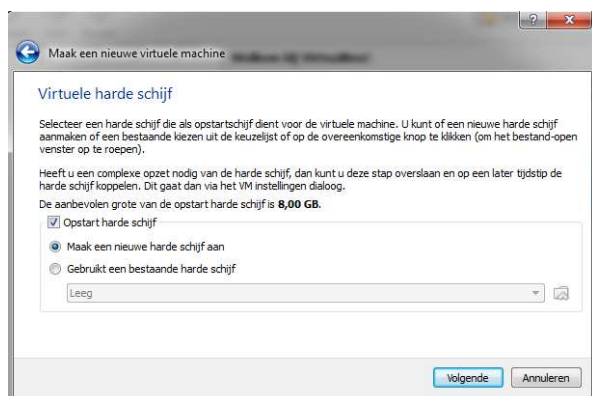 Maak een nieuwe virtuele machine
Virtuele harde schijf
Selecteer een harde schijf die als opstartschijf dient voor de virtuele machine. U kunt of een nieuwe harde schijf
aanmaken of een bestaande kiezen uit de keuzelijst of op de overeenkomstige knop te klikken (om het bestand-open
venster op te roepen).
Heeft u een complexe opzet nodig van de harde schijf, dan kunt u deze stap overslaan en op een later tijdstip de
harde schijf koppelen. Dit gaat dan via het VM instellingen dialoog.
De aanbevolen grote van de opstart harde schijf is 8,00 GB.
Opstart harde schijf
Maak een nieuwe harde schijf aan
Gebruikt een bestaande harde schijf
Leeg
Volgende Annuleren